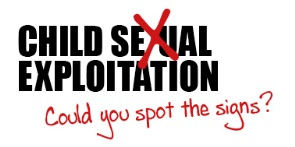 CHILD SEXUAL
EXPLOITATION
Could you spot the signs?